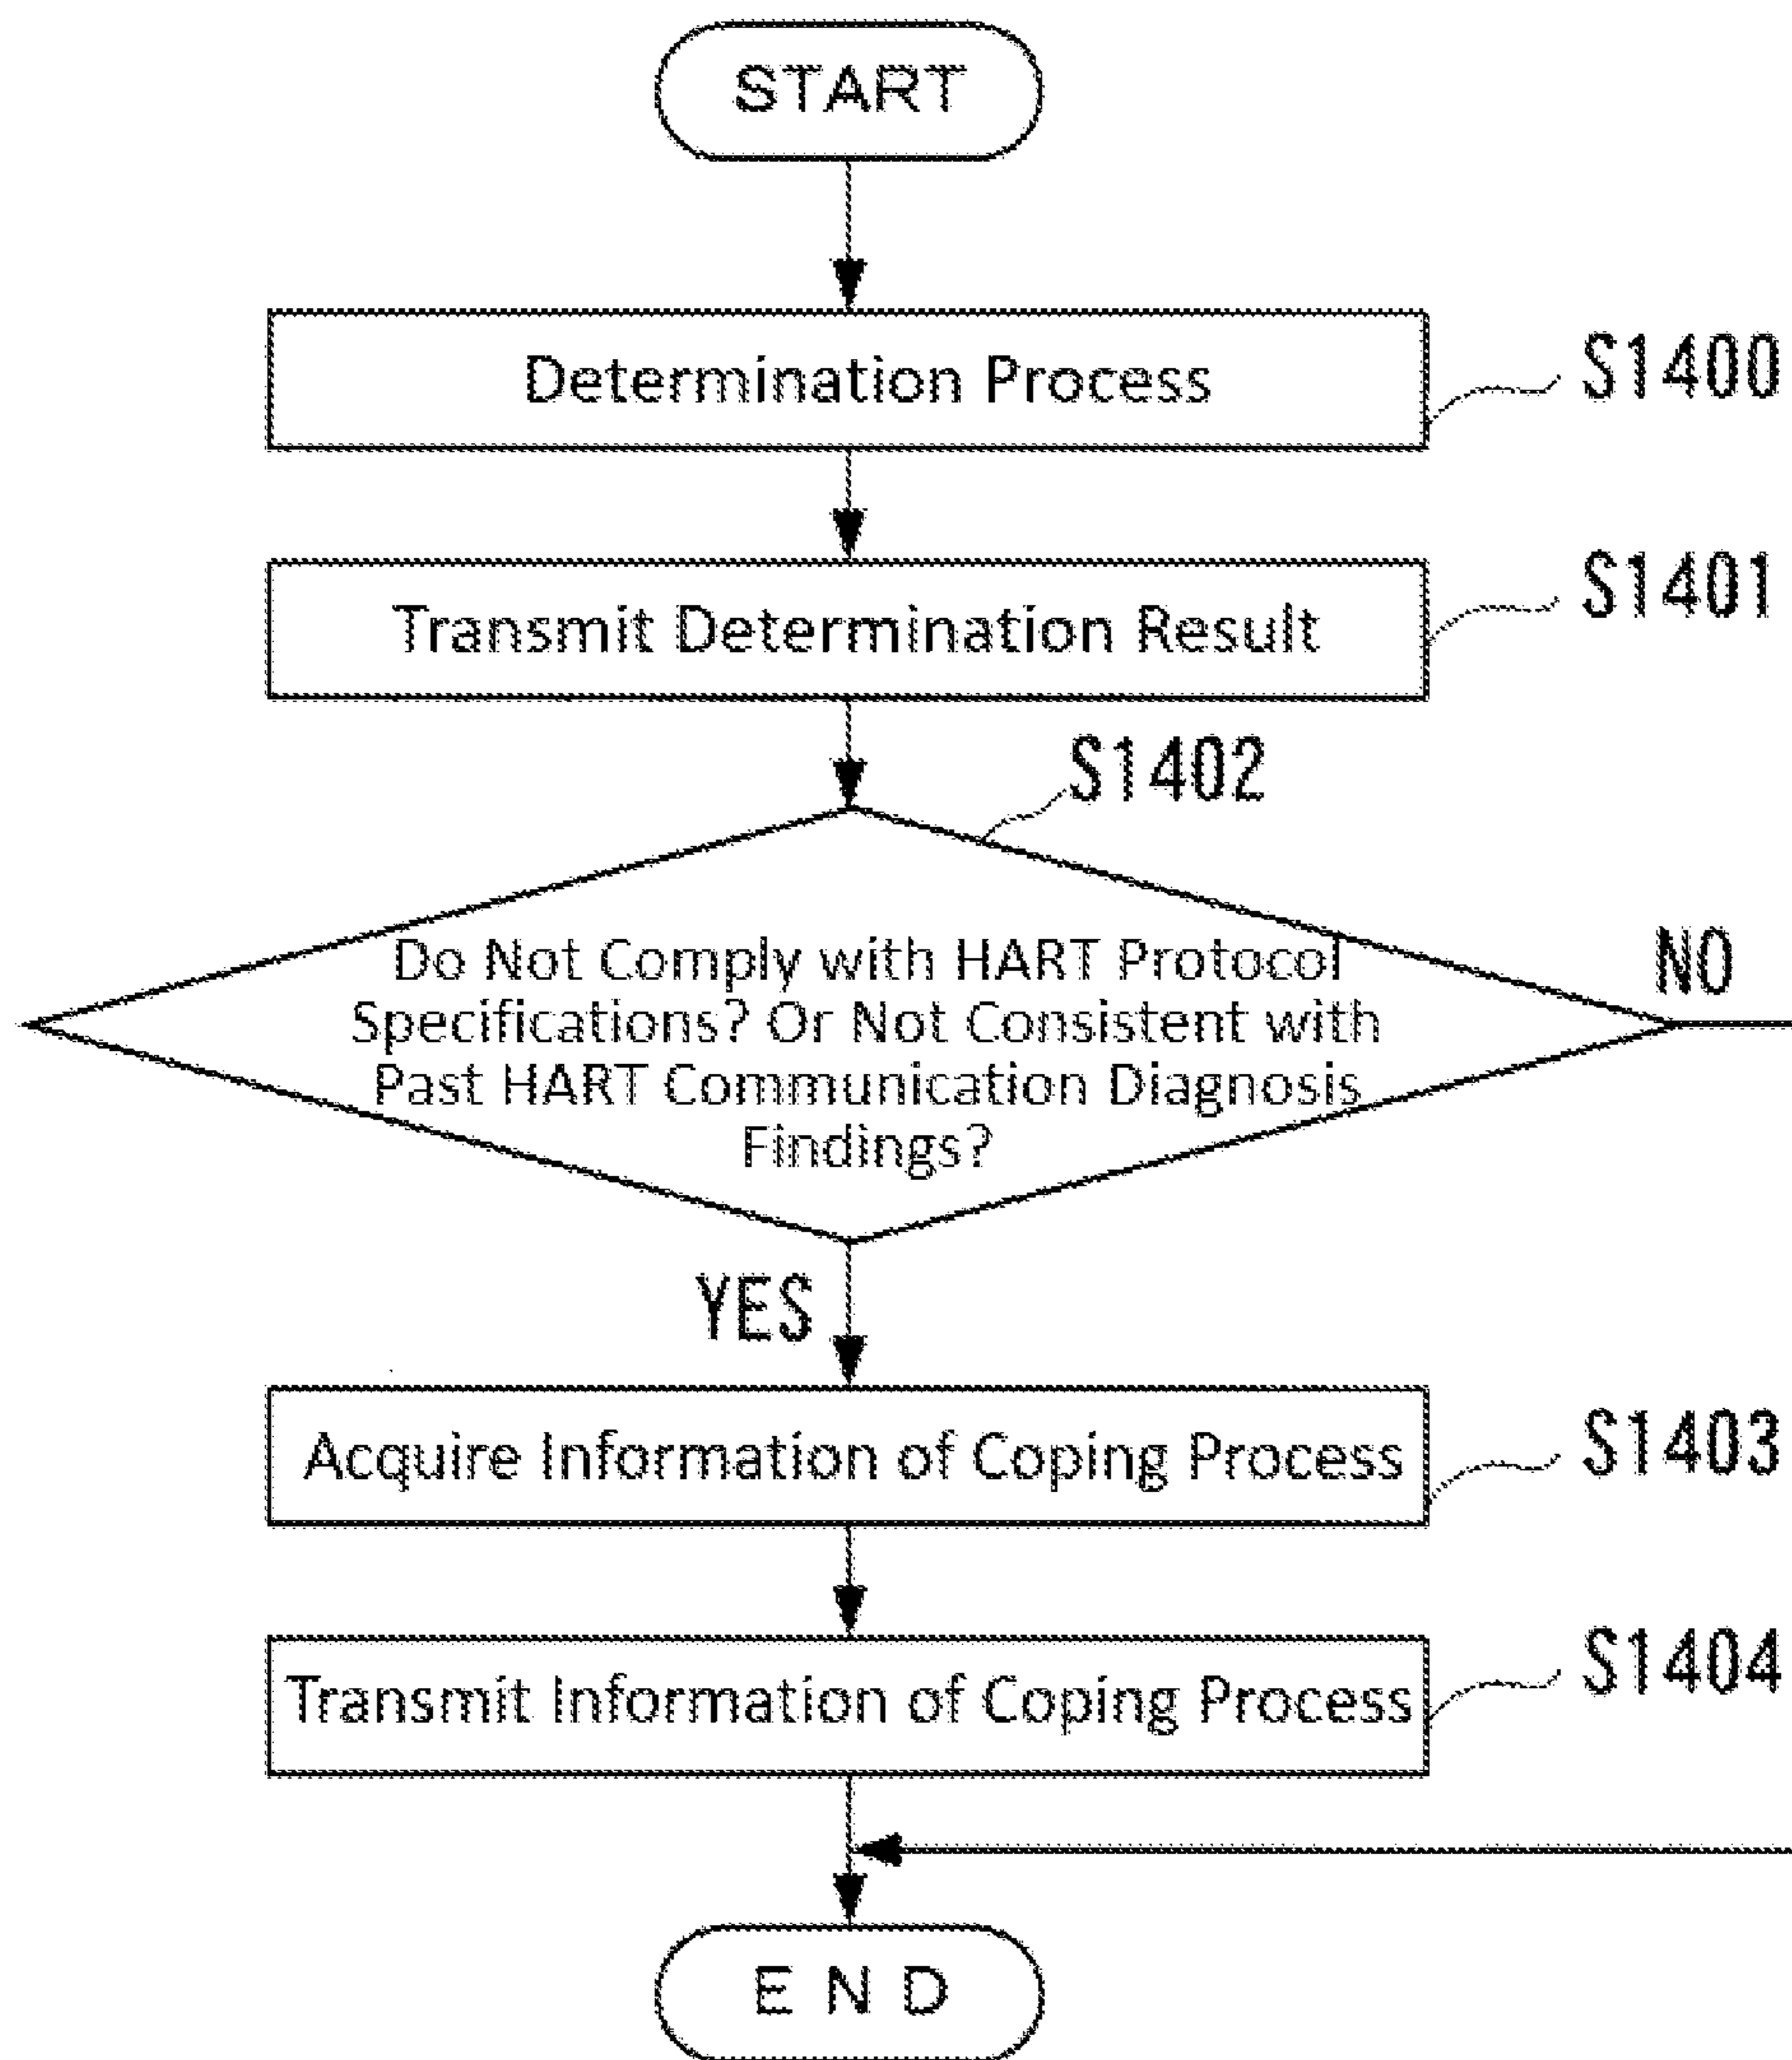 START
Determination Process
S1400
Transmit Determination Result
S1401
S1402
Do Not Comply with HART Protocol
Specifications? Or Not Consistent with
Past HART Communication Diagnosis
Findings?
NO
YES
Acquire Information of Coping Process
S1403
Transmit Information of Coping Process
S1404
END